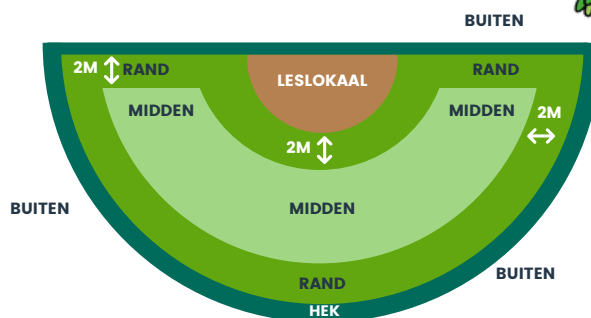 BUITEN
2M
RAND
RAND
LESLOKAAL
MIDDEN
MIDDEN
2M
2M
BUITEN
MIDDEN
BUITEN
RAND
HEK